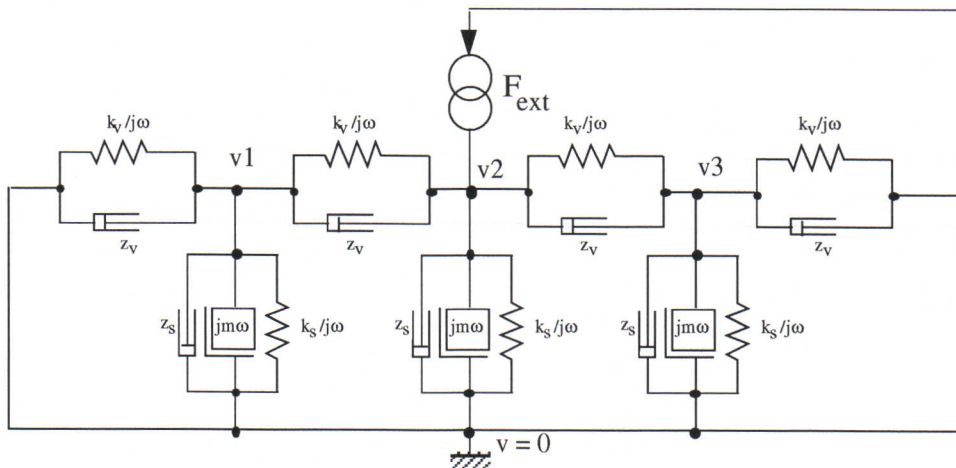 F_ext
k_v/jω
k_v/jω
k_v/jω
k_v/jω
v1
v2
v3
z_v
z_v
z_v
z_v
z_s
jmω
k_s/jω
z_s
jmω
k_s/jω
z_s
jmω
k_s/jω
v = 0